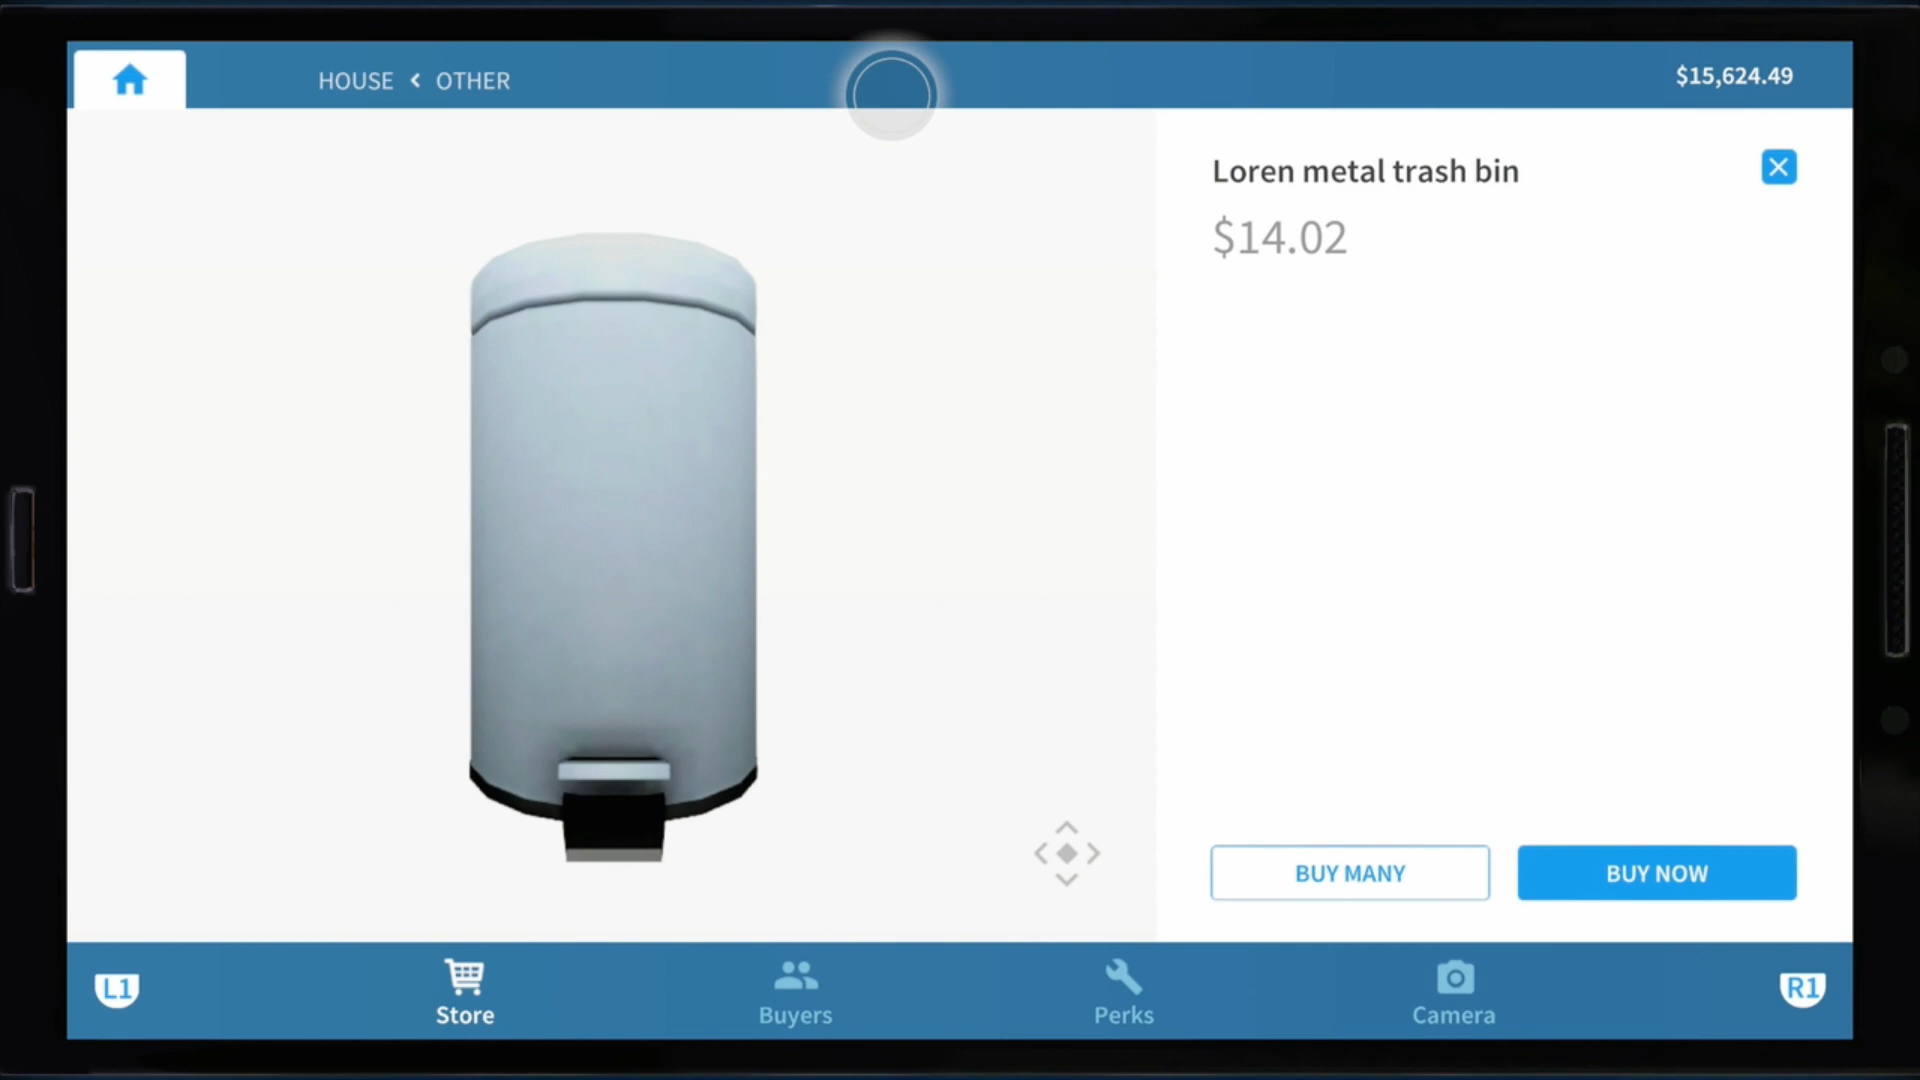 HOUSE < OTHER
$15,624.49
Loren metal trash bin
$14.02
BUY MANY
BUY NOW
L1
Store
Buyers
Perks
Camera
R1